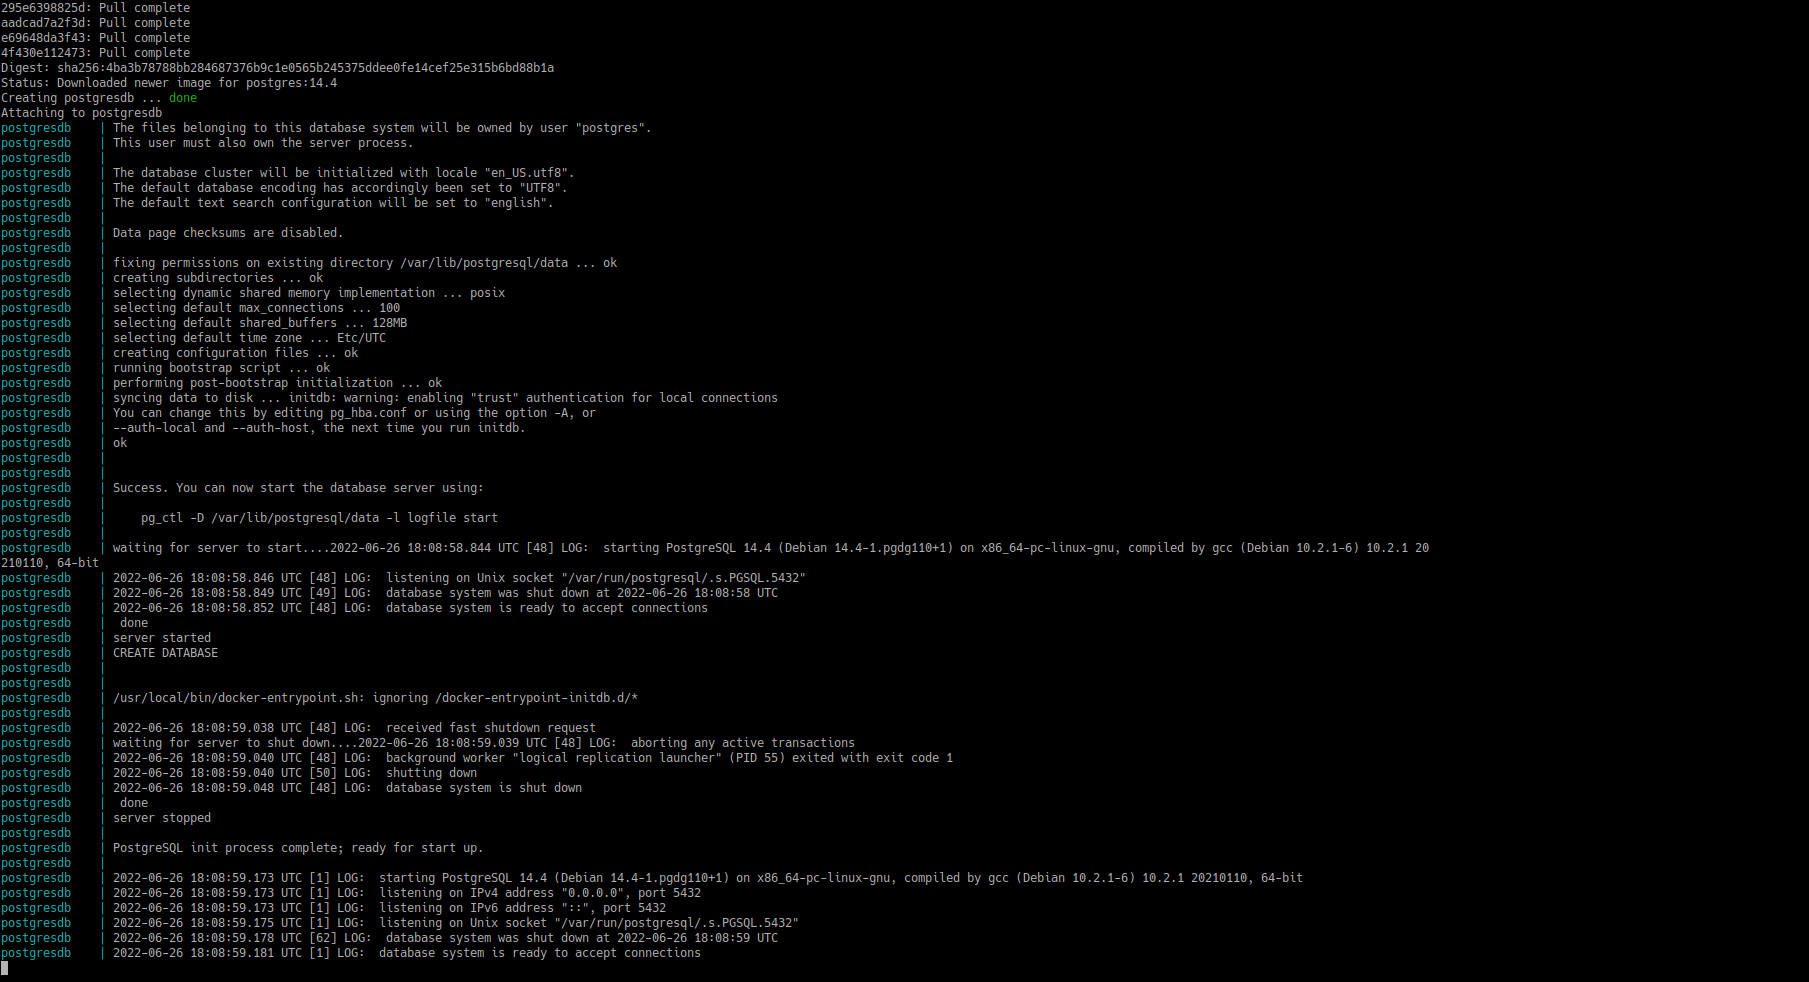 295e6398825d: Pull complete
aadcad7a2f3d: Pull complete
e69648da3f43: Pull complete
4f430e112473: Pull complete
Digest: sha256:4ba3b78788bb284687376b9c1e0565b245375ddee0fe14cef25e315b6bd88b1a
Status: Downloaded newer image for postgres:14.4
Creating postgresdb ... done
Attaching to postgresdb
postgresdb    | The files belonging to this database system will be owned by user "postgres".
postgresdb    | This user must also own the server process.
postgresdb    |
postgresdb    | The database cluster will be initialized with locale "en_US.utf8".
postgresdb    | The default database encoding has accordingly been set to "UTF8".
postgresdb    | The default text search configuration will be set to "english".
postgresdb    |
postgresdb    | Data page checksums are disabled.
postgresdb    |
postgresdb    | fixing permissions on existing directory /var/lib/postgresql/data ... ok
postgresdb    | creating subdirectories ... ok
postgresdb    | selecting dynamic shared memory implementation ... posix
postgresdb    | selecting default max_connections ... 100
postgresdb    | selecting default shared_buffers ... 128MB
postgresdb    | selecting default time zone ... Etc/UTC
postgresdb    | creating configuration files ... ok
postgresdb    | running bootstrap script ... ok
postgresdb    | performing post-bootstrap initialization ... ok
postgresdb    | syncing data to disk ... initdb: warning: enabling "trust" authentication for local connections
postgresdb    | You can change this by editing pg_hba.conf or using the option -A, or
postgresdb    | --auth-local and --auth-host, the next time you run initdb.
postgresdb    | ok
postgresdb    |
postgresdb    |
postgresdb    | Success. You can now start the database server using:
postgresdb    |
postgresdb    |     pg_ctl -D /var/lib/postgresql/data -l logfile start
postgresdb    |
postgresdb    | waiting for server to start....2022-06-26 18:08:58.844 UTC [48] LOG:  starting PostgreSQL 14.4 (Debian 14.4-1.pgdg110+1) on x86_64-pc-linux-gnu, compiled by gcc (Debian 10.2.1-6) 10.2.1 20
210110, 64-bit
postgresdb    | 2022-06-26 18:08:58.846 UTC [48] LOG:  listening on Unix socket "/var/run/postgresql/.s.PGSQL.5432"
postgresdb    | 2022-06-26 18:08:58.849 UTC [49] LOG:  database system was shut down at 2022-06-26 18:08:58 UTC
postgresdb    | 2022-06-26 18:08:58.852 UTC [48] LOG:  database system is ready to accept connections
postgresdb    |  done
postgresdb    | server started
postgresdb    | CREATE DATABASE
postgresdb    |
postgresdb    |
postgresdb    | /usr/local/bin/docker-entrypoint.sh: ignoring /docker-entrypoint-initdb.d/*
postgresdb    |
postgresdb    | 2022-06-26 18:08:59.038 UTC [48] LOG:  received fast shutdown request
postgresdb    | waiting for server to shut down....2022-06-26 18:08:59.039 UTC [48] LOG:  aborting any active transactions
postgresdb    | 2022-06-26 18:08:59.040 UTC [48] LOG:  background worker "logical replication launcher" (PID 55) exited with exit code 1
postgresdb    | 2022-06-26 18:08:59.040 UTC [50] LOG:  shutting down
postgresdb    | 2022-06-26 18:08:59.048 UTC [48] LOG:  database system is shut down
postgresdb    |  done
postgresdb    | server stopped
postgresdb    |
postgresdb    | PostgreSQL init process complete; ready for start up.
postgresdb    |
postgresdb    | 2022-06-26 18:08:59.173 UTC [1] LOG:  starting PostgreSQL 14.4 (Debian 14.4-1.pgdg110+1) on x86_64-pc-linux-gnu, compiled by gcc (Debian 10.2.1-6) 10.2.1 20210110, 64-bit
postgresdb    | 2022-06-26 18:08:59.173 UTC [1] LOG:  listening on IPv4 address "0.0.0.0", port 5432
postgresdb    | 2022-06-26 18:08:59.173 UTC [1] LOG:  listening on IPv6 address "::", port 5432
postgresdb    | 2022-06-26 18:08:59.175 UTC [1] LOG:  listening on Unix socket "/var/run/postgresql/.s.PGSQL.5432"
postgresdb    | 2022-06-26 18:08:59.178 UTC [62] LOG:  database system was shut down at 2022-06-26 18:08:59 UTC
postgresdb    | 2022-06-26 18:08:59.181 UTC [1] LOG:  database system is ready to accept connections